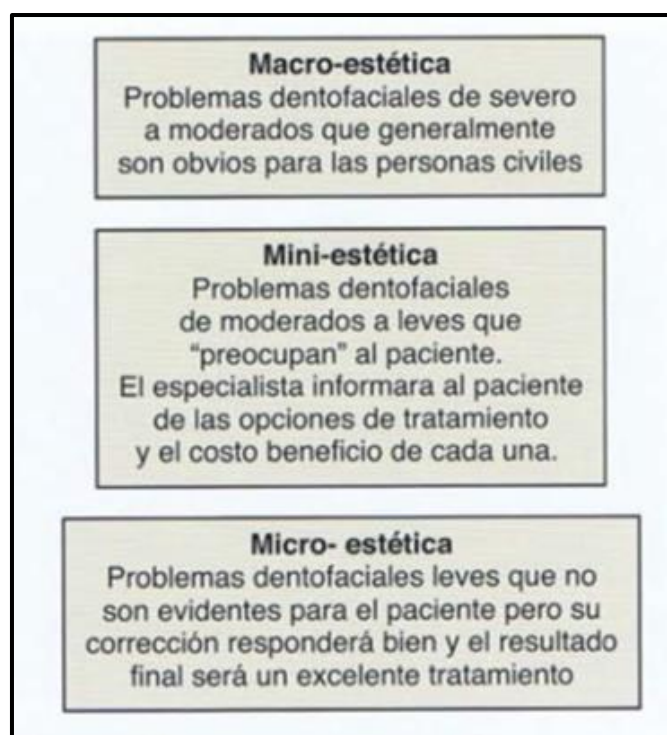 Macro-estética
Problemas dentofaciales de severo
a moderados que generalmente
son obvios para las personas civiles
Mini-estética
Problemas dentofaciales
de moderados a leves que
“preocupan” al paciente.
El especialista informara al paciente
de las opciones de tratamiento
y el costo beneficio de cada una.
Micro- estética
Problemas dentofaciales leves que no
son evidentes para el paciente pero su
corrección responderá bien y el resultado
final será un excelente tratamiento